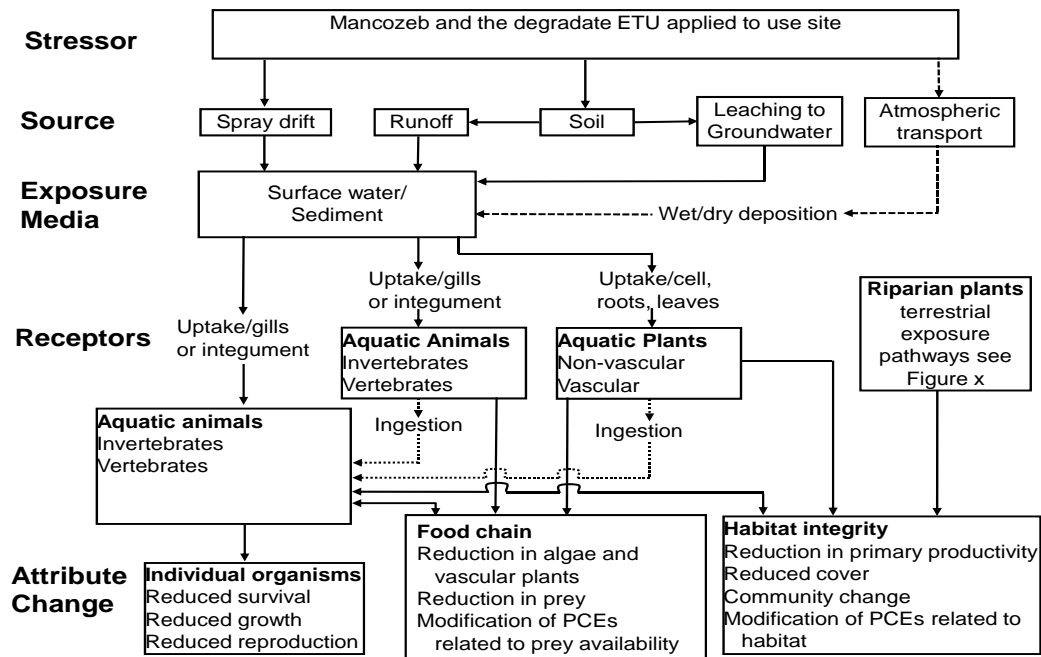 Stressor
Mancozeb and the degradate ETU applied to use site
Source
Spray drift
Runoff
Soil
Leaching to
Groundwater
Atmospheric
transport
Exposure
Media
Surface water/
Sediment
Wet/dry deposition
Receptors
Uptake/gills
or integument
Uptake/gills
or integument
Uptake/cell,
roots, leaves
Riparian plants
terrestrial
exposure
pathways see
Figure x
Aquatic Animals
Invertebrates
Vertebrates
Aquatic Plants
Non-vascular
Vascular
Ingestion
Ingestion
Aquatic animals
Invertebrates
Vertebrates
Attribute
Change
Individual organisms
Reduced survival
Reduced growth
Reduced reproduction
Food chain
Reduction in algae and
vascular plants
Reduction in prey
Modification of PCEs
related to prey availability
Habitat integrity
Reduction in primary productivity
Reduced cover
Community change
Modification of PCEs related to
habitat